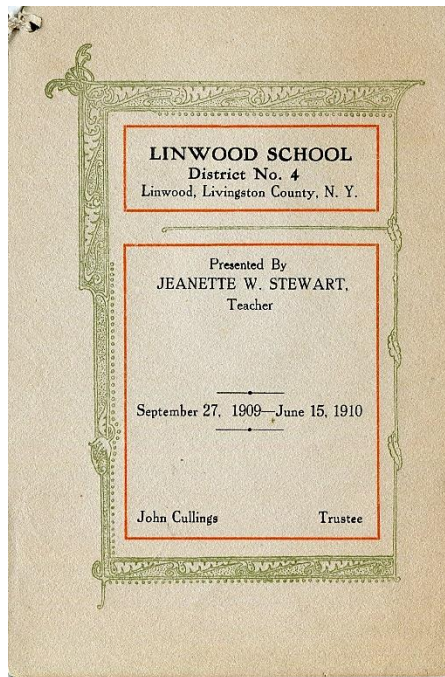 LINWOOD SCHOOL
District No. 4
Linwood, Livingston County, N. Y.
Presented By
JEANETTE W. STEWART,
Teacher
September 27, 1909—June 15, 1910
John Cullings Trustee